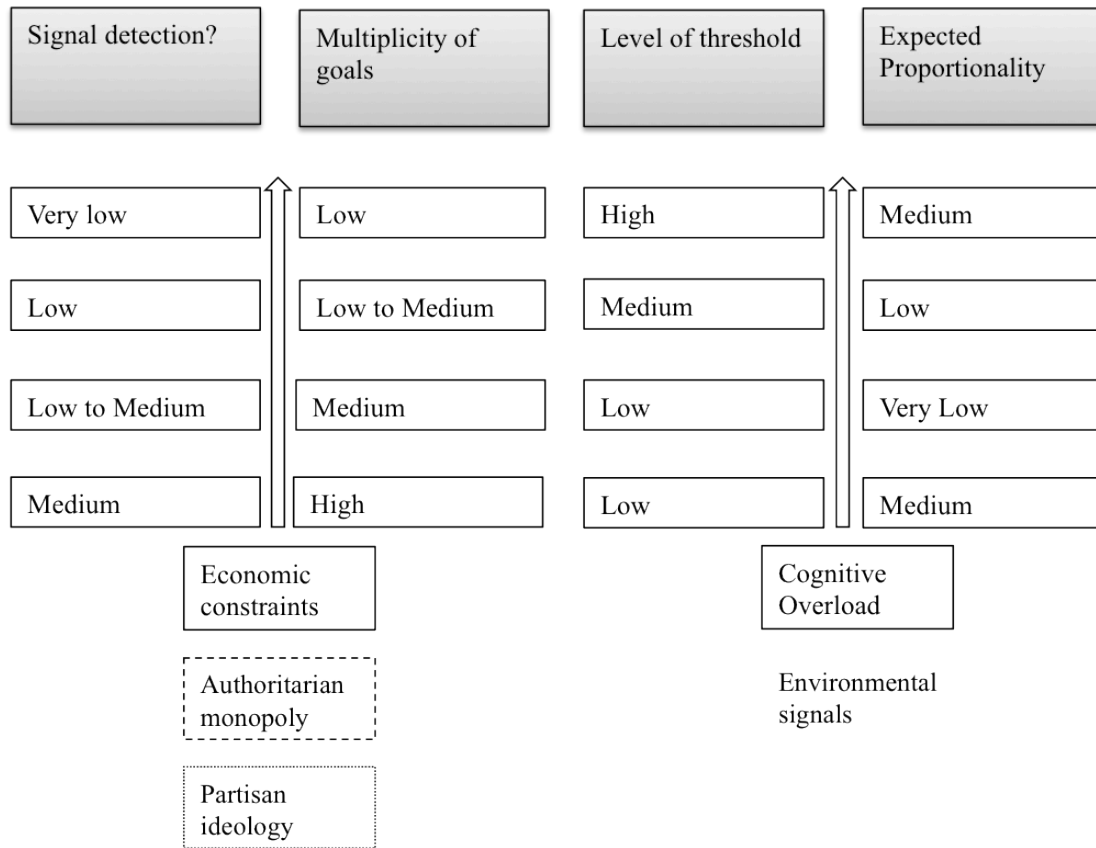 Signal detection?
Multiplicity of
goals
Level of threshold
Expected
Proportionality
Very low
Low
High
Medium
Low
Low to Medium
Medium
Low
Low to Medium
Medium
Low
Very Low
Medium
High
Low
Medium
Economic
constraints
Cognitive
Overload
Authoritarian
monopoly
Environmental
signals
Partisan
ideology